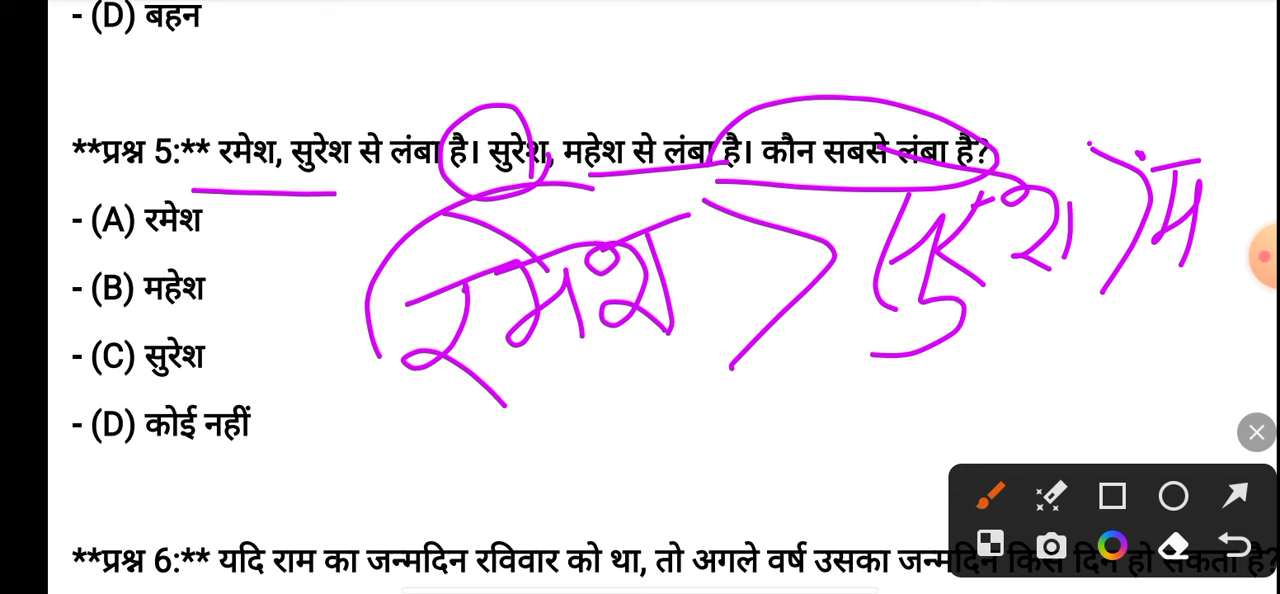 - (D) बहन
**प्रश्न 5:** रमेश, सुरेश से लंबा है। सुरेश, महेश से लंबा है। कौन सबसे लंबा है?
रमेश > सुरेश > म
- (A) रमेश
- (B) महेश
- (C) सुरेश
- (D) कोई नहीं
**प्रश्न 6:** यदि राम का जन्मदिन रविवार को था, तो अगले वर्ष उसका जन्मदिन किस दिन हो सकता है?